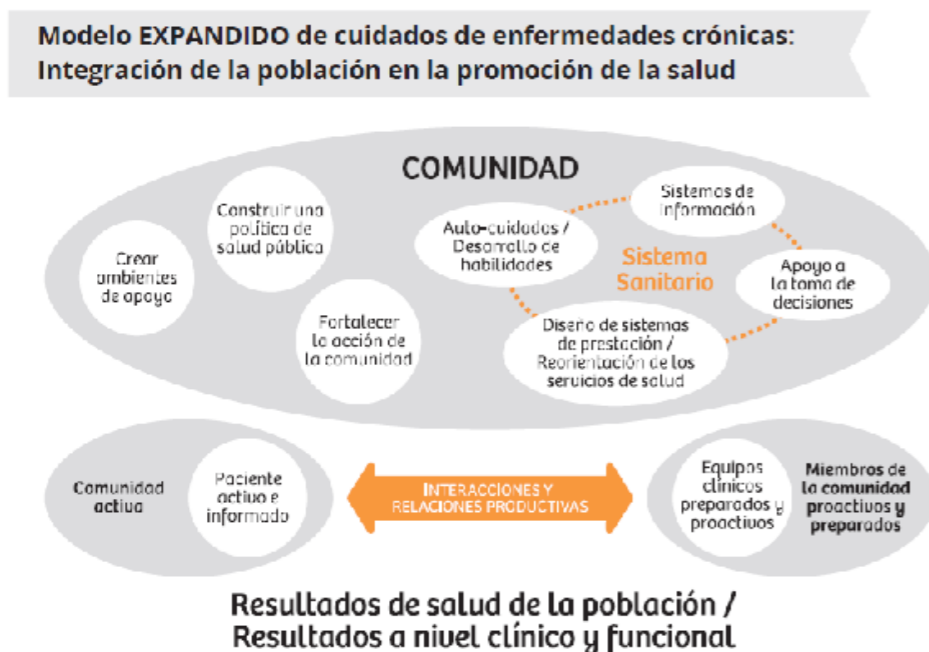 Modelo EXPANDIDO de cuidados de enfermedades crónicas:
Integración de la población en la promoción de la salud
COMUNIDAD
Crear
ambientes
de apoyo
Construir una
política de
salud pública
Fortalecer
la acción de
la comunidad
Auto-cuidados /
Desarrollo de
habilidades
Sistemas de
información
Sistema
Sanitario
Apoyo a
la toma de
decisiones
Diseño de sistemas
de prestación /
Reorientación de los
servicios de salud
Comunidad
activa
Paciente
activo e
informado
INTERACCIONES Y
RELACIONES PRODUCTIVAS
Equipos
clínicos
preparados y
proactivos
Miembros de
la comunidad
proactivos y
preparados
Resultados de salud de la población /
Resultados a nivel clínico y funcional